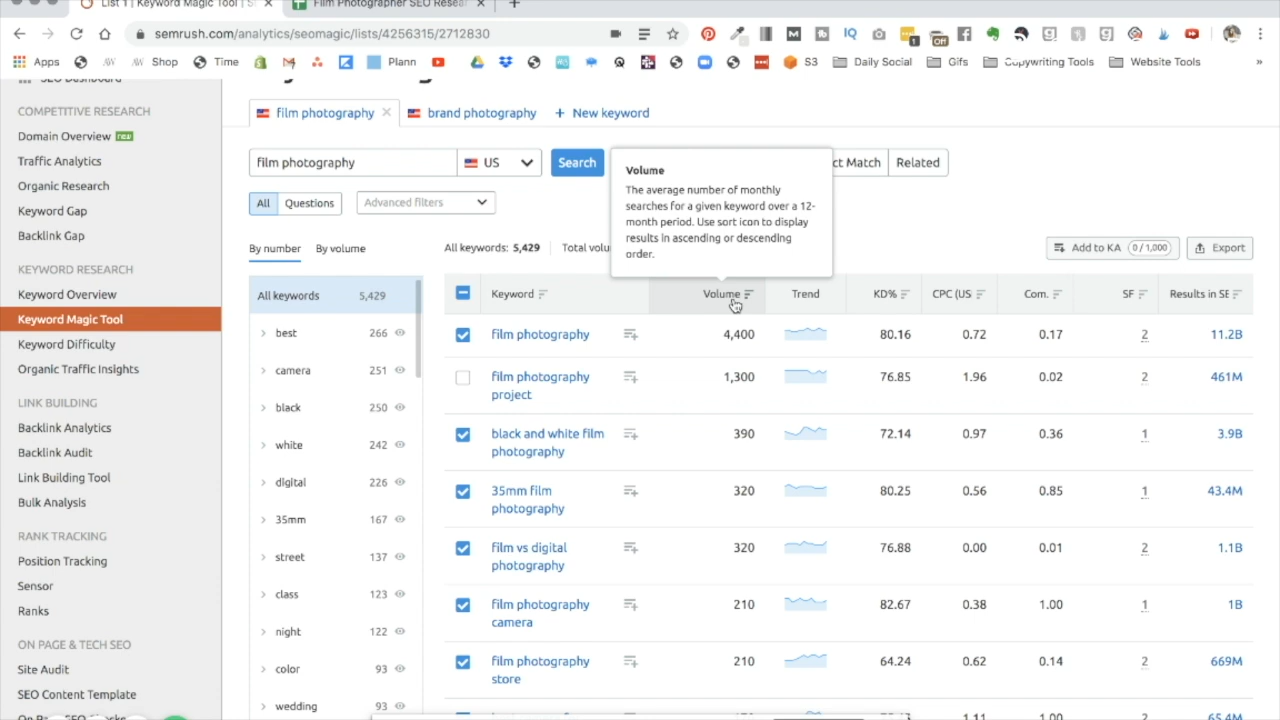 List 1 | Keyword Magic Tool | S
Film Photographer SEO Resear
semrush.com/analytics/seomagic/lists/4256315/2712830
Apps
Shop
Time
Plann
S3
Daily Social
Gifs
Copywriting Tools
Website Tools
»
SEO Dashboard
COMPETITIVE RESEARCH
Domain Overview new
Traffic Analytics
Organic Research
Keyword Gap
Backlink Gap
KEYWORD RESEARCH
Keyword Overview
Keyword Magic Tool
Keyword Difficulty
Organic Traffic Insights
LINK BUILDING
Backlink Analytics
Backlink Audit
Link Building Tool
Bulk Analysis
RANK TRACKING
Position Tracking
Sensor
Ranks
ON PAGE & TECH SEO
Site Audit
SEO Content Template
film photography
brand photography
+ New keyword
film photography
US
Search
ct Match
Related
All
Questions
Advanced filters
Volume
The average number of monthly
searches for a given keyword over a 12-
month period. Use sort icon to display
results in ascending or descending
order.
By number
By volume
All keywords: 5,429
Total volu
Add to KA 0 / 1,000
Export
All keywords 5,429
best 266
camera 251
black 250
white 242
digital 226
35mm 167
street 137
class 123
night 122
color 93
wedding 93
Keyword Volume Trend KD% CPC (US Com. SF Results in SE
film photography 4,400 80.16 0.72 0.17 2 11.2B
film photography project 1,300 76.85 1.96 0.02 2 461M
black and white film photography 390 72.14 0.97 0.36 1 3.9B
35mm film photography 320 80.25 0.56 0.85 1 43.4M
film vs digital photography 320 76.88 0.00 0.01 2 1.1B
film photography camera 210 82.67 0.38 1.00 1 1B
film photography store 210 64.24 0.62 0.14 2 669M
1.11 1.00 2 65.4M